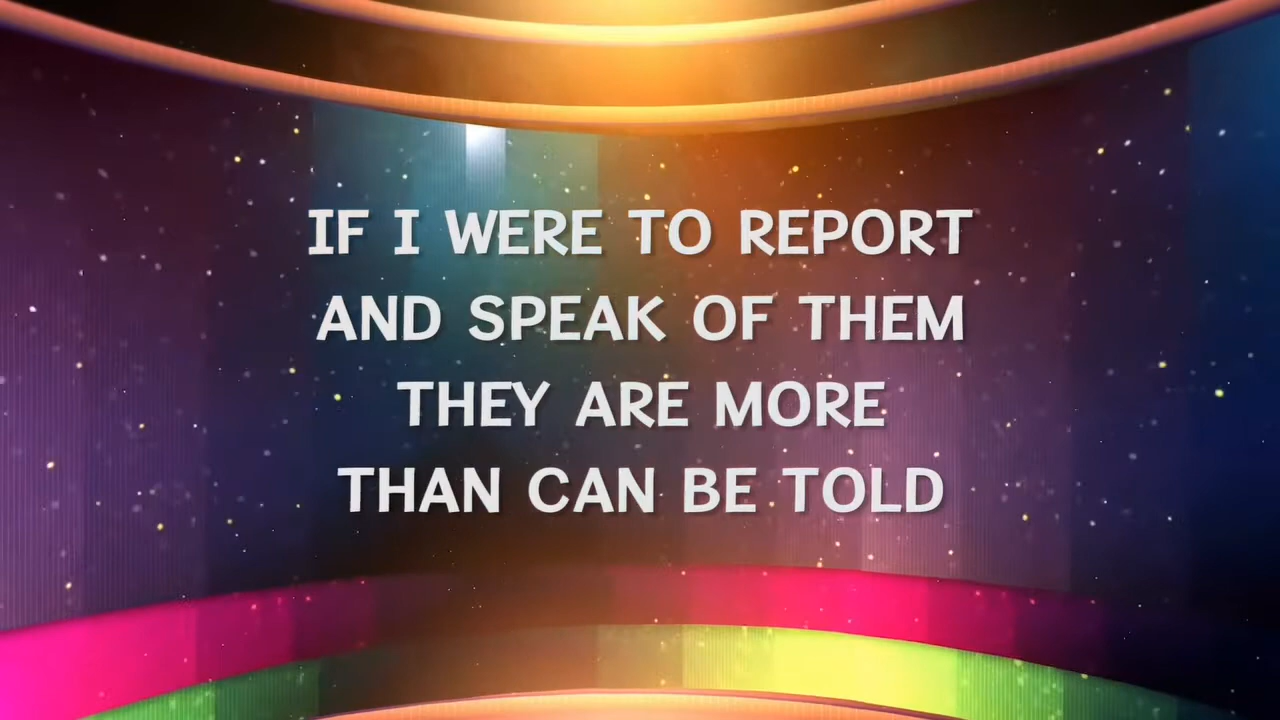 IF I WERE TO REPORT
AND SPEAK OF THEM
THEY ARE MORE
THAN CAN BE TOLD